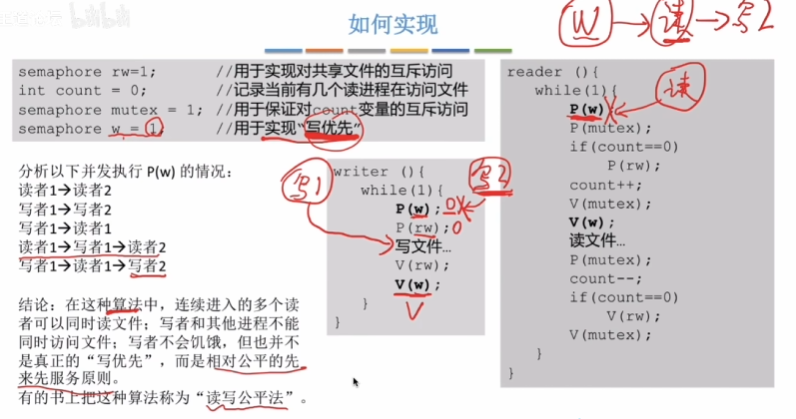 如何实现
W→读→写2
semaphore rw=1; //用于实现对共享文件的互斥访问
int count = 0; //记录当前有几个读进程在访问文件
semaphore mutex = 1; //用于保证对count变量的互斥访问
semaphore w = 1; //用于实现“写优先”
分析以下并发执行 P(w) 的情况：
读者1→读者2
写者1→写者2
写者1→读者1
读者1→写者1→读者2
写者1→读者1→写者2
结论：在这种算法中，连续进入的多个读
者可以同时读文件；写者和其他进程不能
同时访问文件；写者不会饥饿，但也并不
是真正的“写优先”，而是相对公平的先
来先服务原则。
有的书上把这种算法称为“读写公平法”。
写1
写2
writer (){
while(1){
P(w); 0
P(rw); 0
写文件…
V(rw);
V(w);
V
}
}
reader (){
while(1){
P(w); 读
P(mutex);
if(count==0)
P(rw);
count++;
V(mutex);
V(w);
读文件…
P(mutex);
count--;
if(count==0)
V(rw);
V(mutex);
}
}